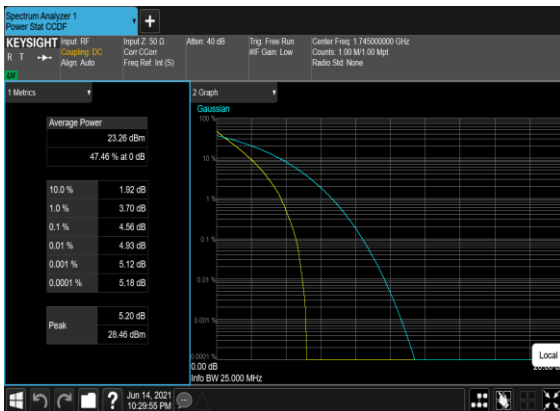 Spectrum Analyzer 1
Power Stat CCDF
KEYSIGHT
R T
LV
Input: RF
Coupling: DC
Align: Auto
Input Z: 50 Ω
Corr CCorr
Freq Ref: Int (S)
Atten: 40 dB
Trig: Free Run
#IF Gain: Low
Center Freq: 1.745000000 GHz
Counts: 1.00 M/1.00 Mpt
Radio Std: None
1 Metrics
Average Power
23.26 dBm
47.46 % at 0 dB
10.0 % 1.92 dB
1.0 % 3.70 dB
0.1 % 4.56 dB
0.01 % 4.93 dB
0.001 % 5.12 dB
0.0001 % 5.18 dB
Peak 5.20 dB
28.46 dBm
2 Graph
Gaussian
100 %
10 %
1 %
0.1 %
0.01 %
0.001 %
0.0001 %
0.00 dB
Info BW 25.000 MHz
Local
Jun 14, 2021
10:29:55 PM